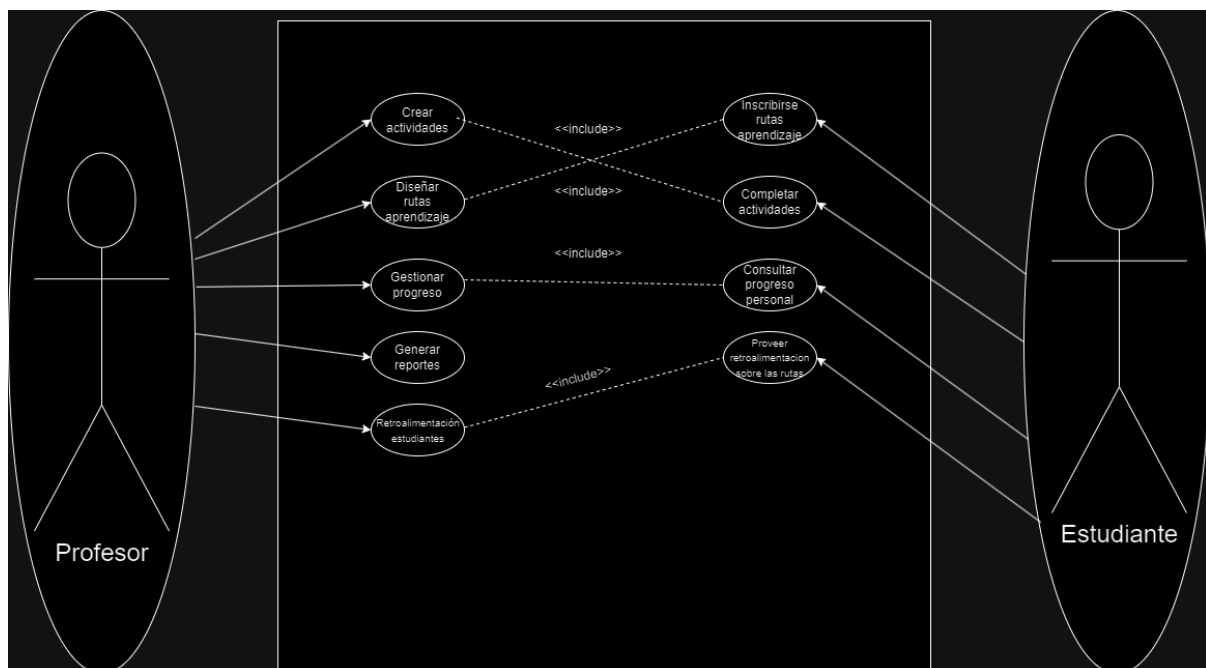 Crear
actividades
<<include>>
Inscribirse
rutas
aprendizaje
Diseñar
rutas
aprendizaje
<<include>>
Completar
actividades
Gestionar
progreso
<<include>>
Consultar
progreso
personal
Generar
reportes
<<include>>
Proveer
retroalimentacion
sobre las rutas
Retroalimentación
estudiantes
Profesor
Estudiante